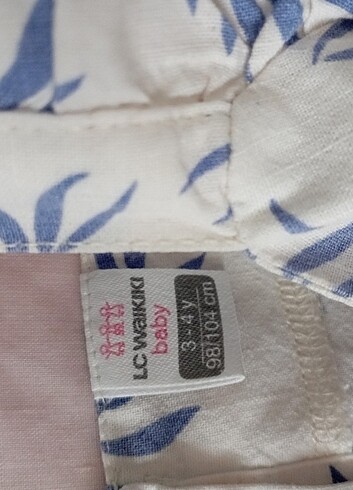 LC WAIKIKI
baby
3 - 4 y
98/104 cm